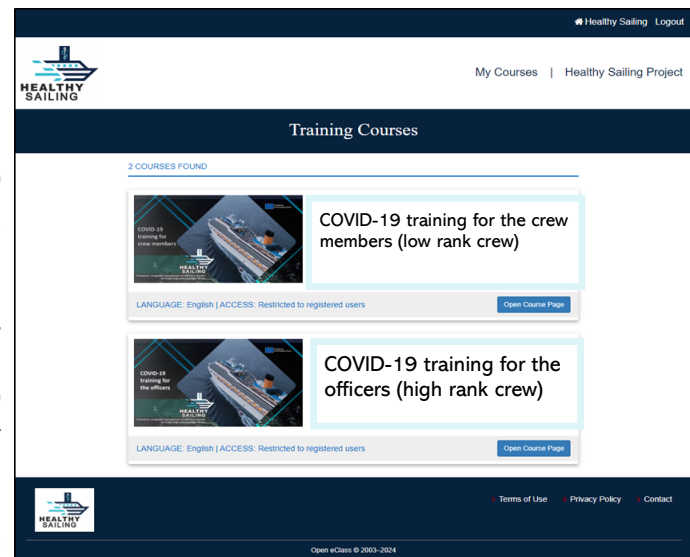 Healthy Sailing Logout
HEALTHY
SAILING
My Courses | Healthy Sailing Project
Training Courses
2 COURSES FOUND
COVID-19
training for
crew members
HEALTHY
SAILING
COVID-19 training for the crew
members (low rank crew)
LANGUAGE: English | ACCESS: Restricted to registered users
Open Course Page
COVID-19
training for
the officers
HEALTHY
SAILING
COVID-19 training for the
officers (high rank crew)
LANGUAGE: English | ACCESS: Restricted to registered users
Open Course Page
HEALTHY
SAILING
Terms of Use Privacy Policy Contact
Open eClass © 2003–2024